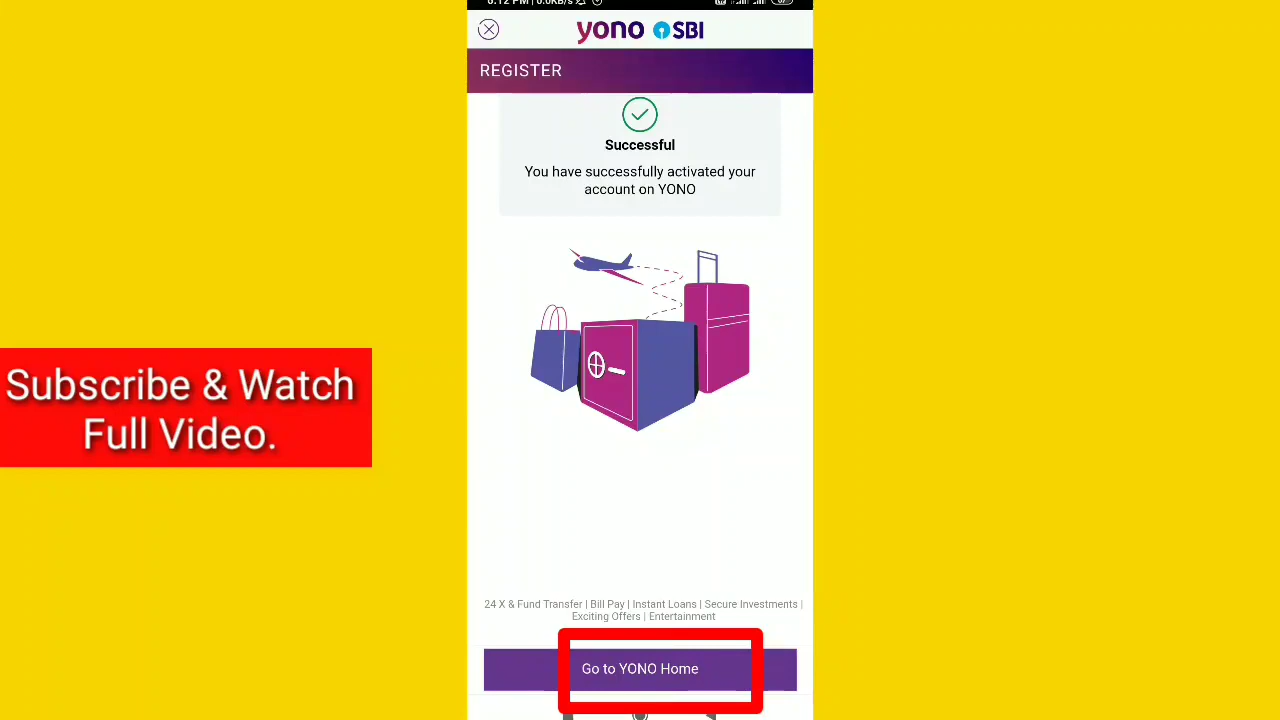 yono SBI
REGISTER
Successful
You have successfully activated your
account on YONO
Subscribe & Watch
Full Video.
24 X & Fund Transfer | Bill Pay | Instant Loans | Secure Investments |
Exciting Offers | Entertainment
Go to YONO Home